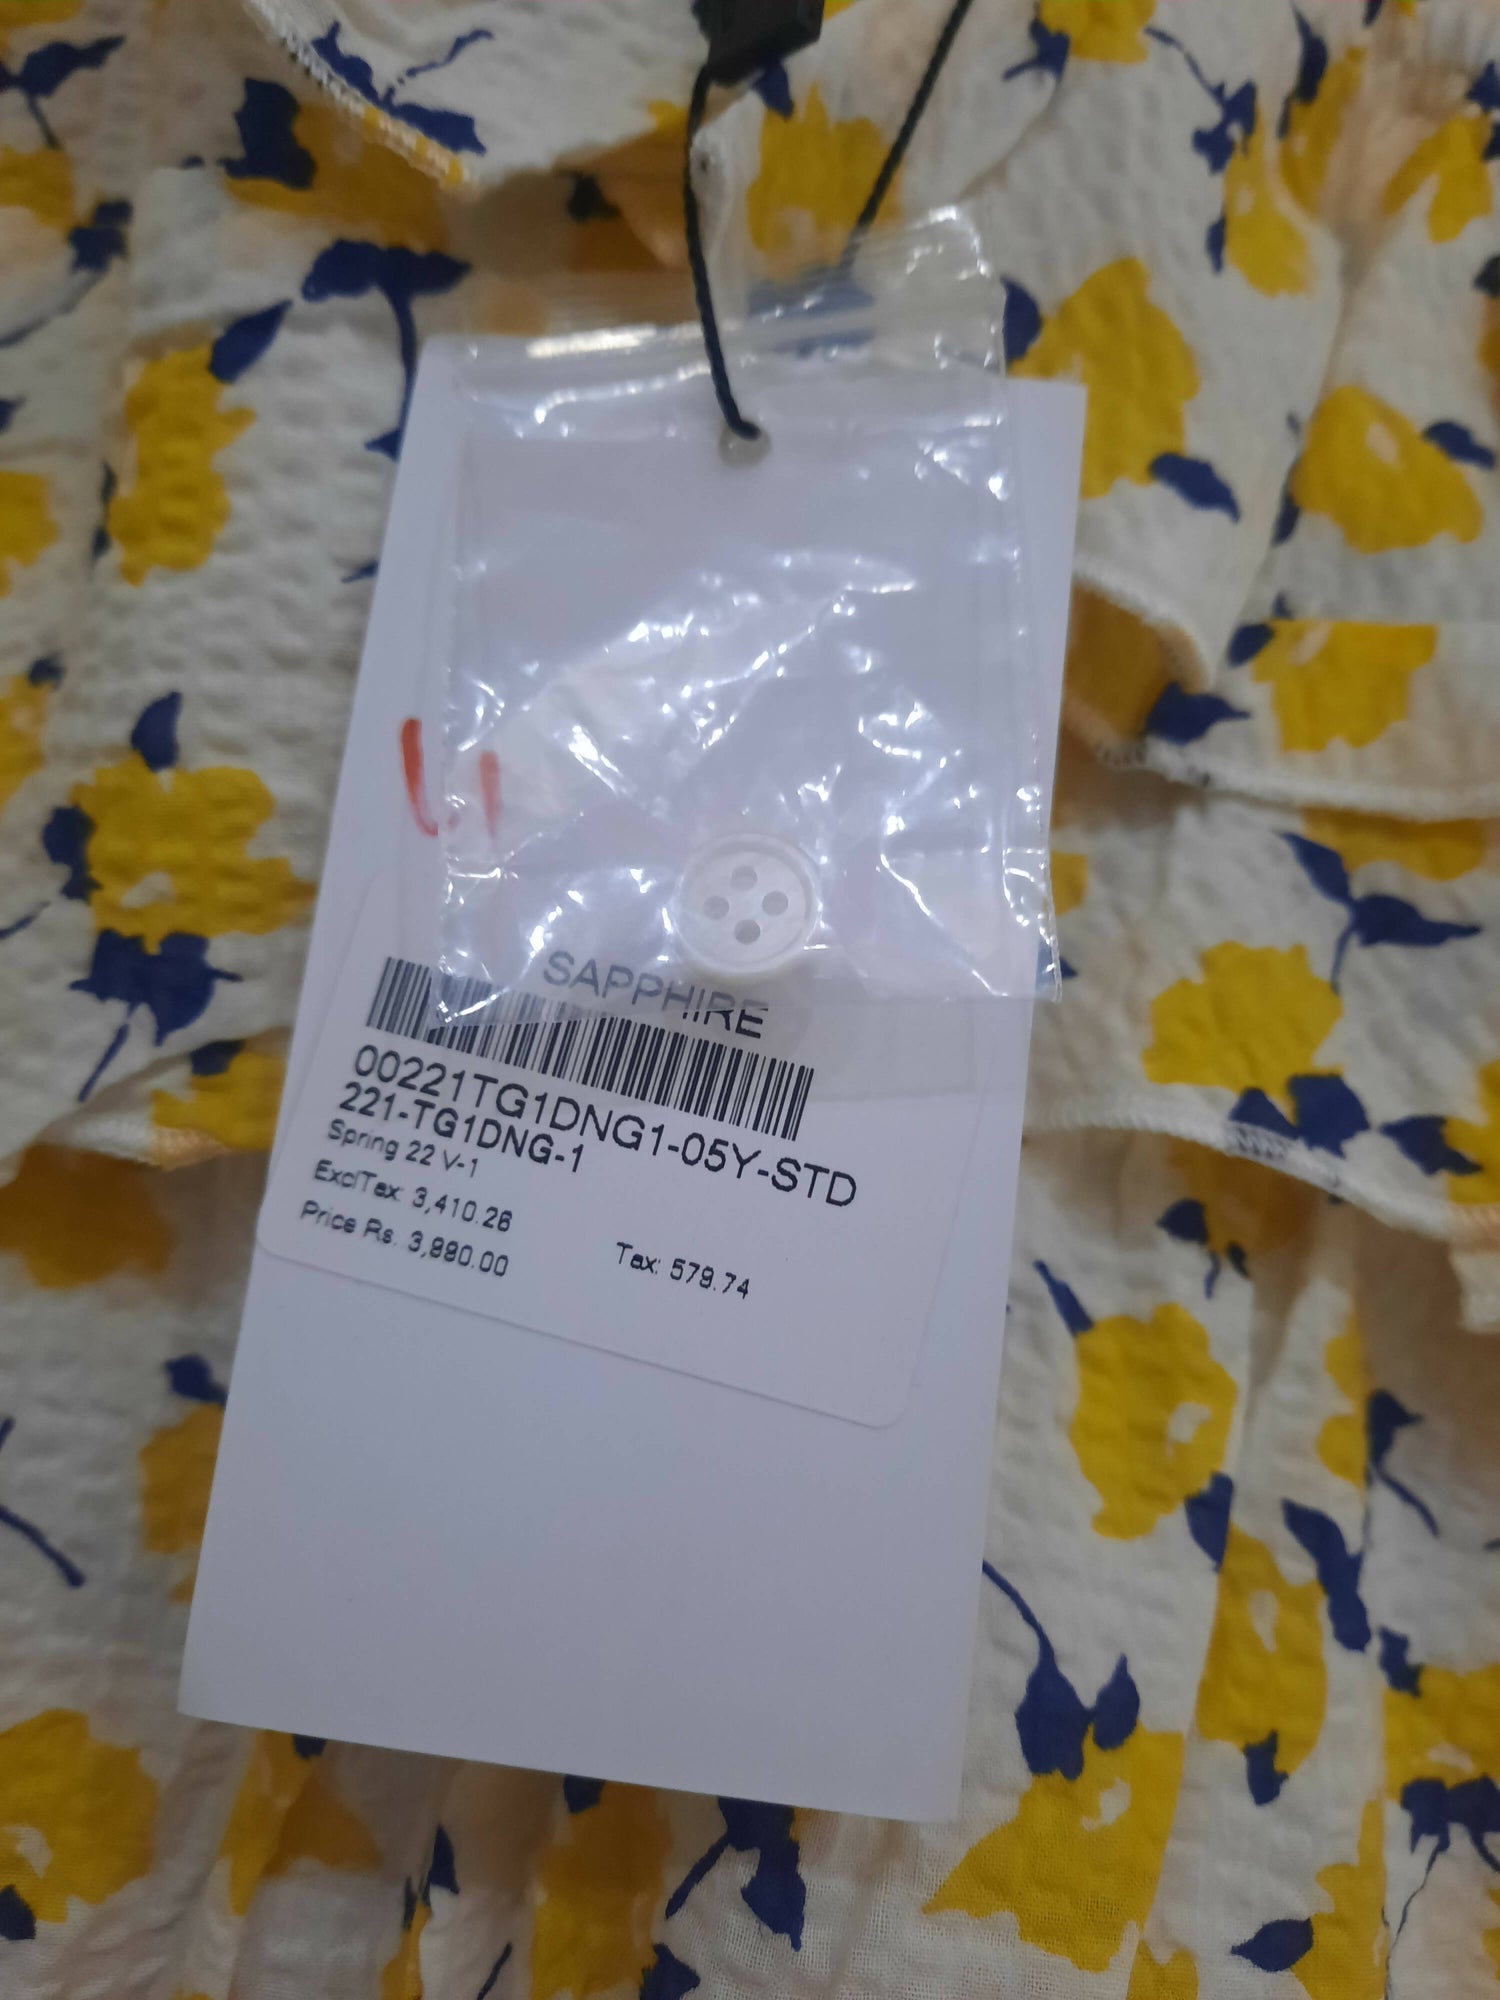 SAPPHIRE
00221TG1DNG1-05Y-STD
221-TG1DNG-1
Spring 22 V-1
ExclTax: 3,410.26
Tax: 579.74
Price Rs. 3,990.00